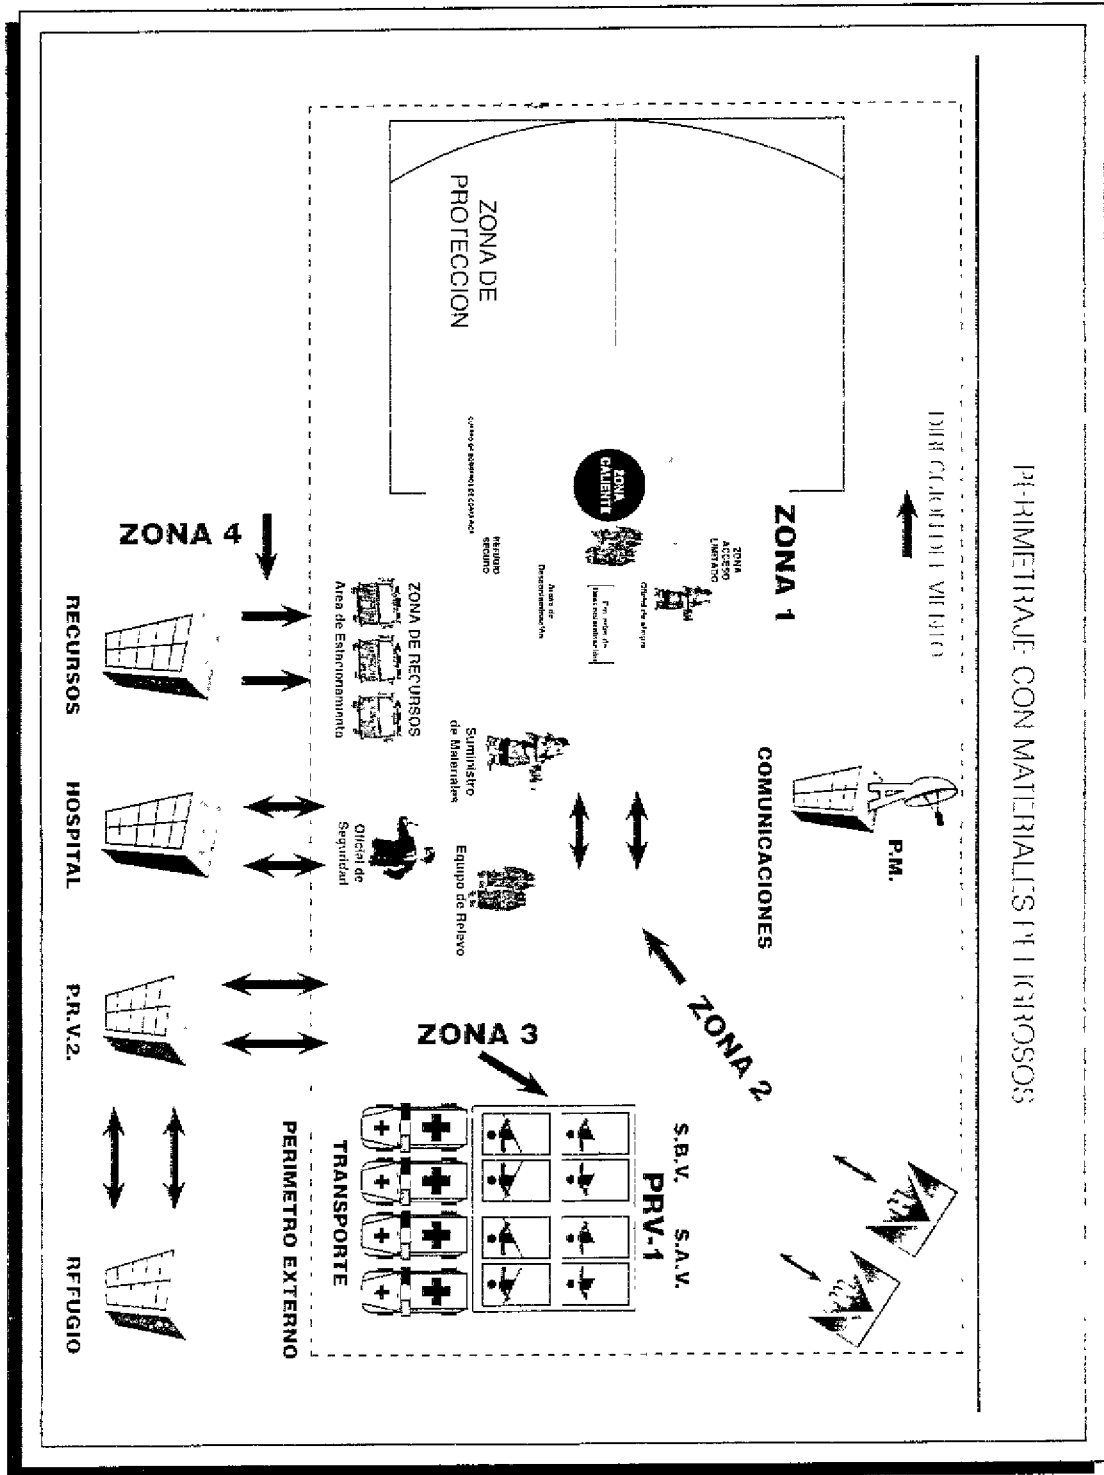 PERIMETRAJE CON MATERIALES PELIGROSOS
DIRECCION DEL VIENTO
P.M.
COMUNICACIONES
ZONA 1
ZONA
ACCESO
LIMITADO
ZONA
CALIENTE
Area de
Descontaminación
REFUGIO
SEGURO
ZONA DE
PROTECCION
ZONA 2
S.B.V.
S.A.V.
PRV-1
ZONA 3
Suministro
de Materiales
Equipo de Relevo
Oficial de
Seguridad
ZONA DE RECURSOS
Area de Estacionamiento
TRANSPORTE
PERIMETRO EXTERNO
ZONA 4
RECURSOS
HOSPITAL
P.R.V.2.
REFUGIO